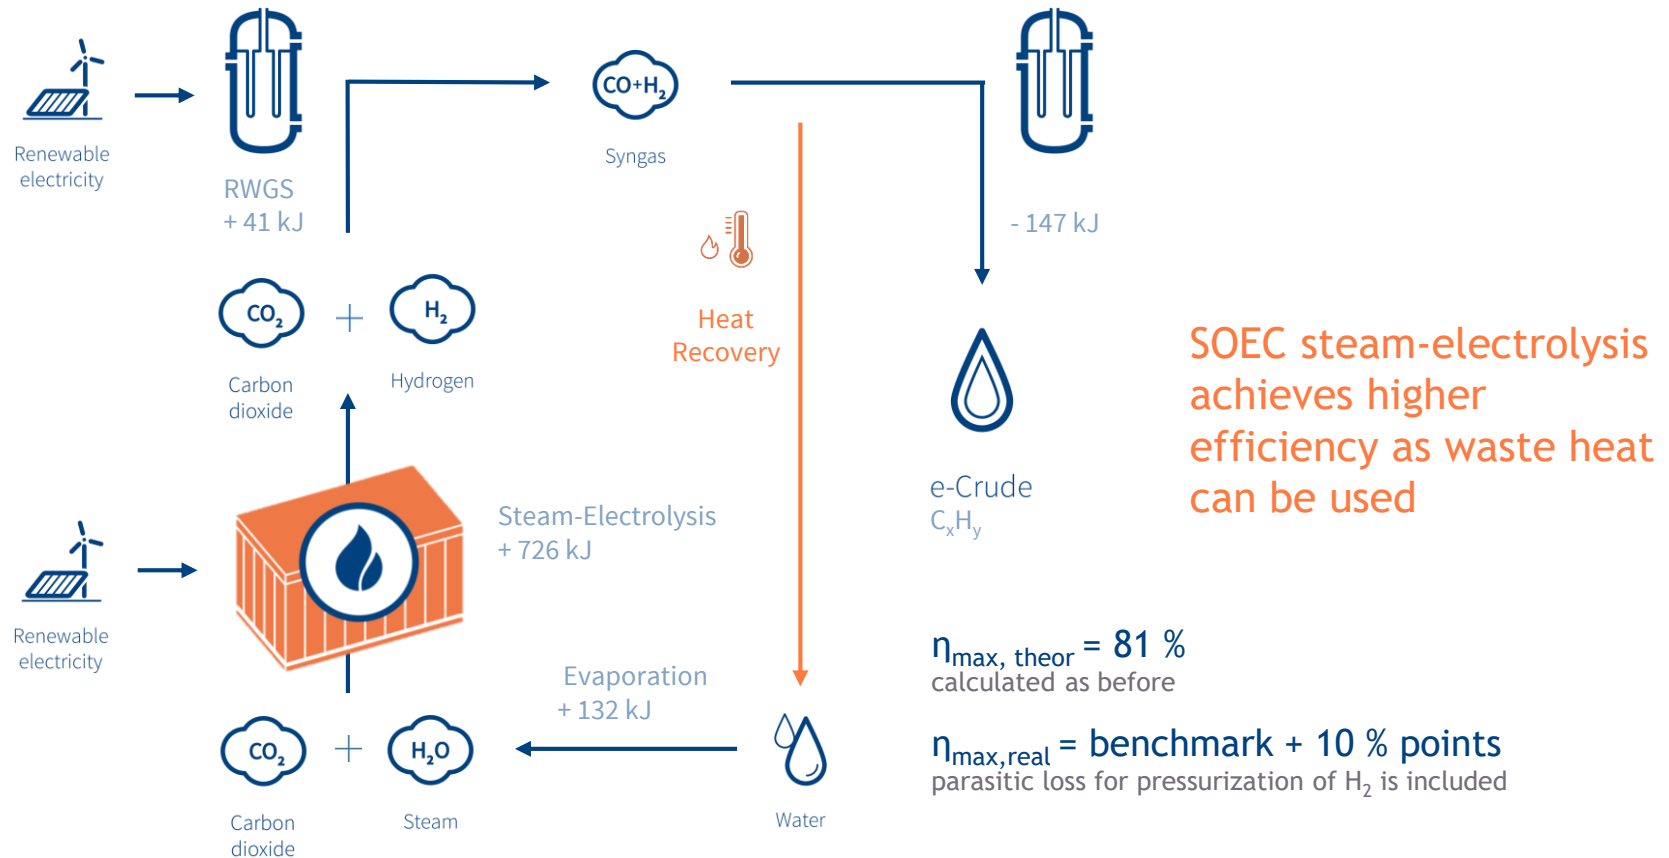 Renewable
electricity
RWGS
+ 41 kJ
CO+H₂
Syngas
- 147 kJ
Heat
Recovery
CO₂
+
H₂
Carbon
dioxide
Hydrogen
e-Crude
CₓHᵧ
SOEC steam-electrolysis
achieves higher
efficiency as waste heat
can be used
Steam-Electrolysis
+ 726 kJ
Renewable
electricity
Evaporation
+ 132 kJ
CO₂
+
H₂O
Carbon
dioxide
Steam
Water
ηmax, theor = 81 %
calculated as before
ηmax,real = benchmark + 10 % points
parasitic loss for pressurization of H₂ is included